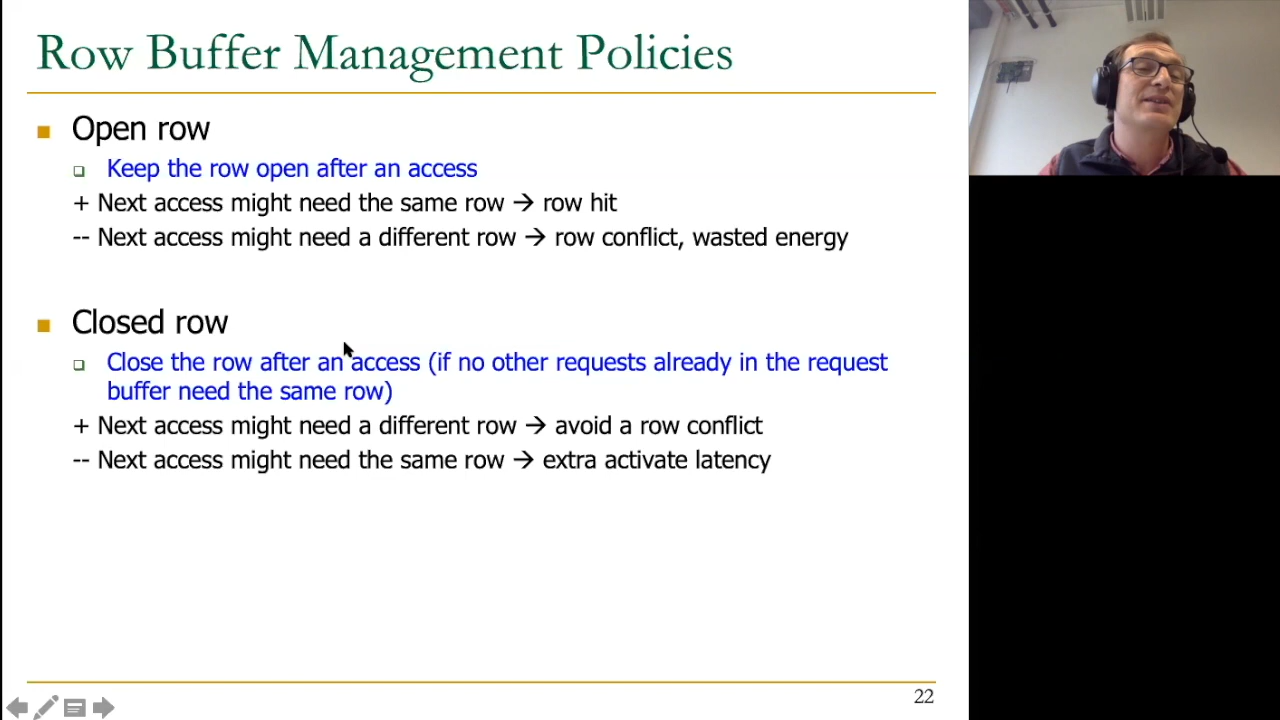 Row Buffer Management Policies
Open row
Keep the row open after an access
+ Next access might need the same row → row hit
-- Next access might need a different row → row conflict, wasted energy
Closed row
Close the row after an access (if no other requests already in the request
buffer need the same row)
+ Next access might need a different row → avoid a row conflict
-- Next access might need the same row → extra activate latency
22